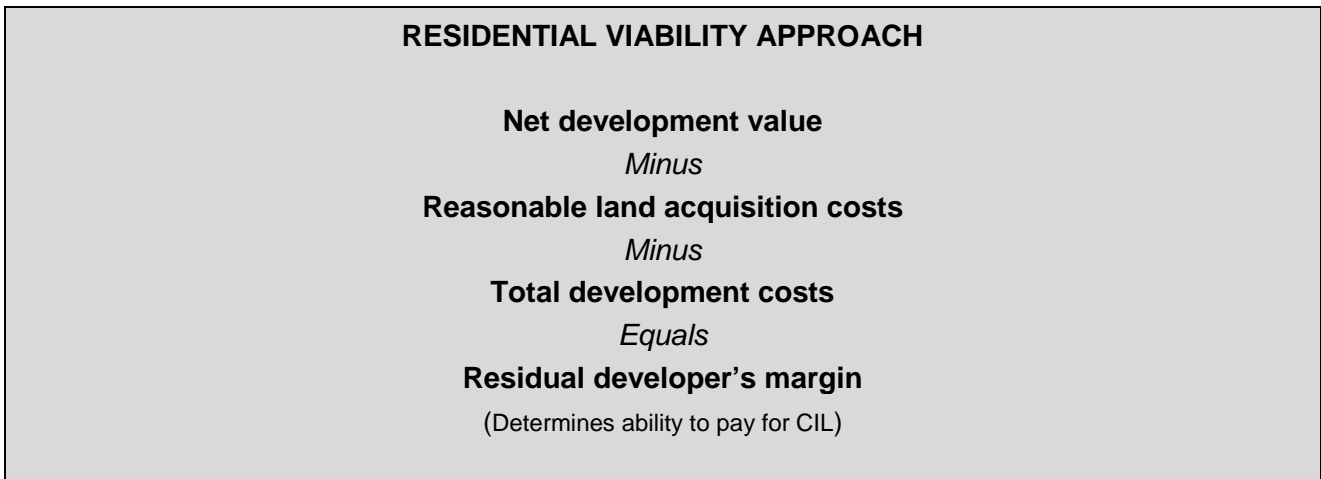 RESIDENTIAL VIABILITY APPROACH
Net development value
Minus
Reasonable land acquisition costs
Minus
Total development costs
Equals
Residual developer’s margin
(Determines ability to pay for CIL)